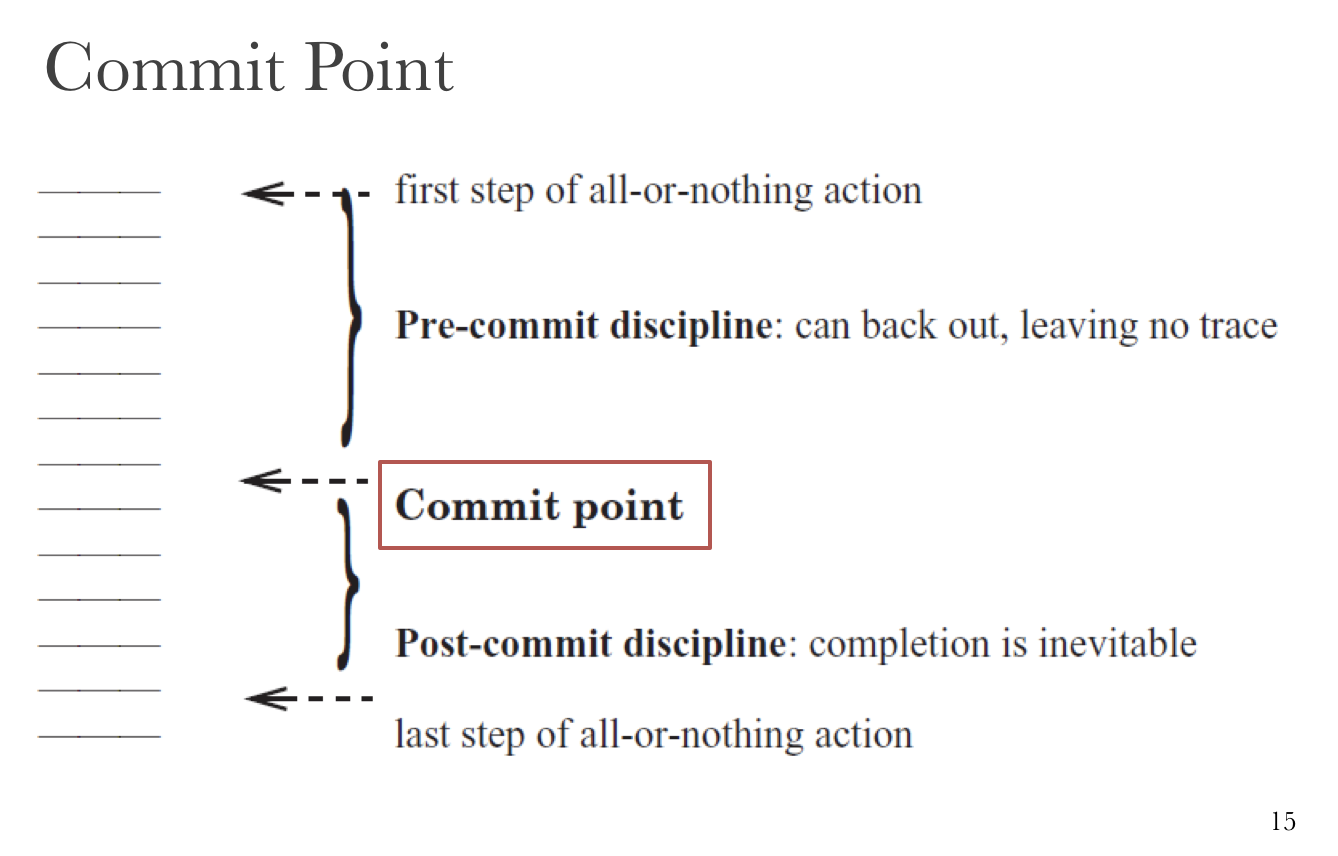 Commit Point
first step of all-or-nothing action
Pre-commit discipline: can back out, leaving no trace
Commit point
Post-commit discipline: completion is inevitable
last step of all-or-nothing action
15